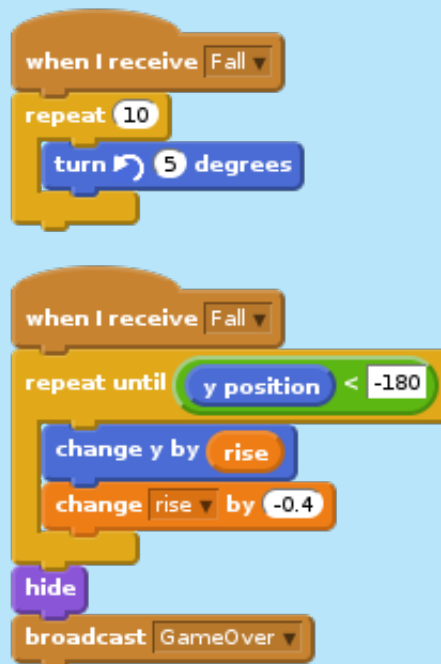 when I receive Fall
repeat 10
turn 5 degrees
when I receive Fall
repeat until y position < -180
change y by rise
change rise by -0.4
hide
broadcast GameOver